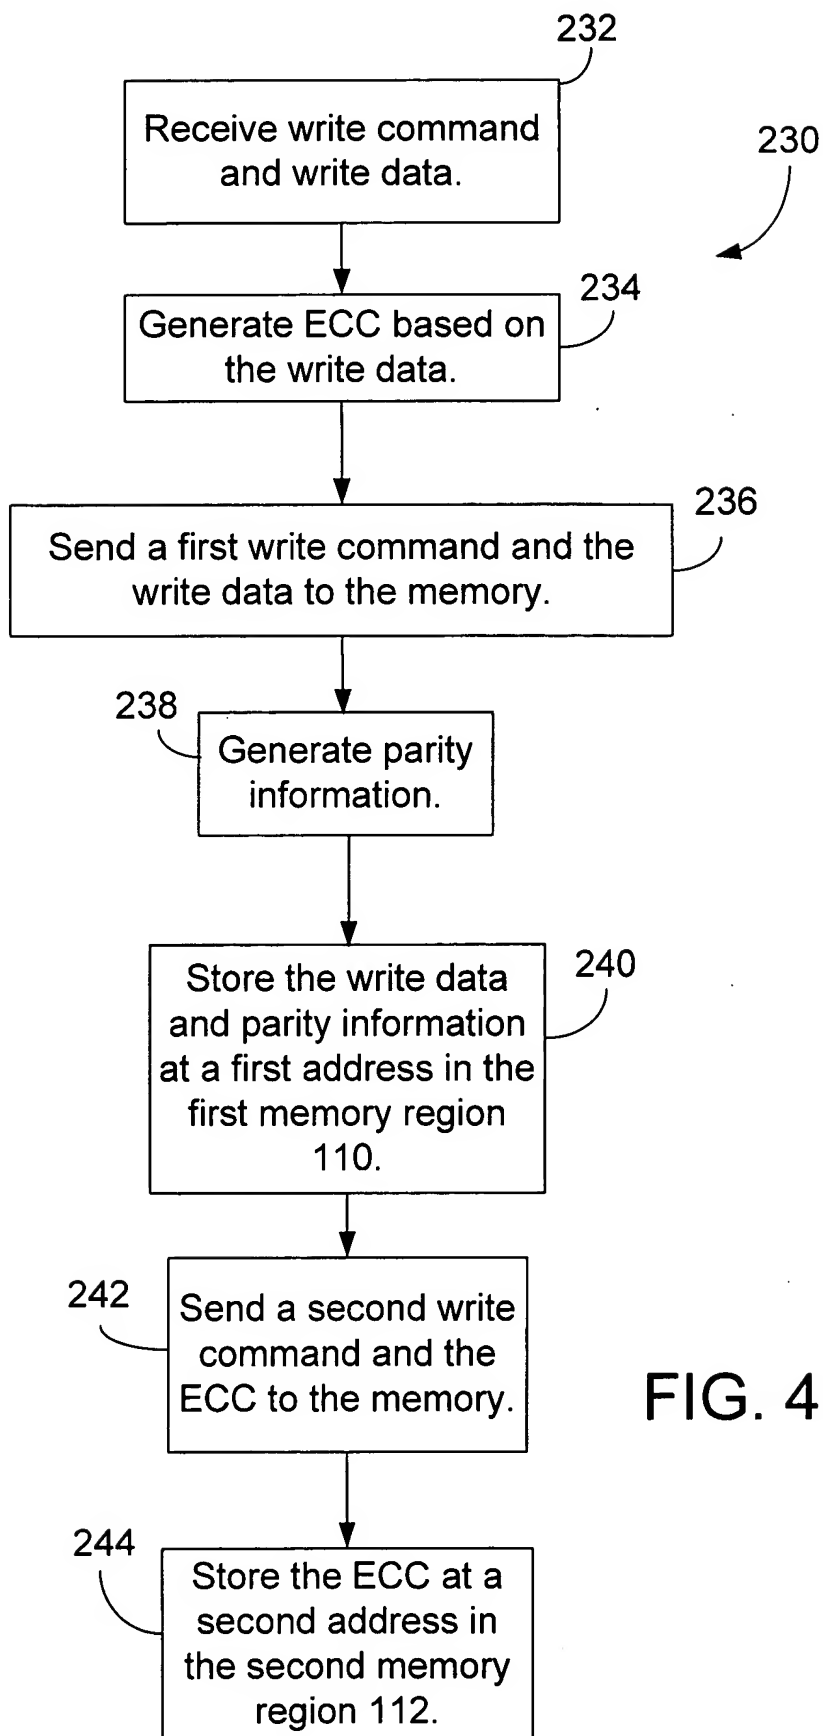 232
Receive write command
and write data.
230
234
Generate ECC based on
the write data.
236
Send a first write command and the
write data to the memory.
238
Generate parity
information.
240
Store the write data
and parity information
at a first address in the
first memory region
110.
242
Send a second write
command and the
ECC to the memory.
FIG. 4
244
Store the ECC at a
second address in
the second memory
region 112.